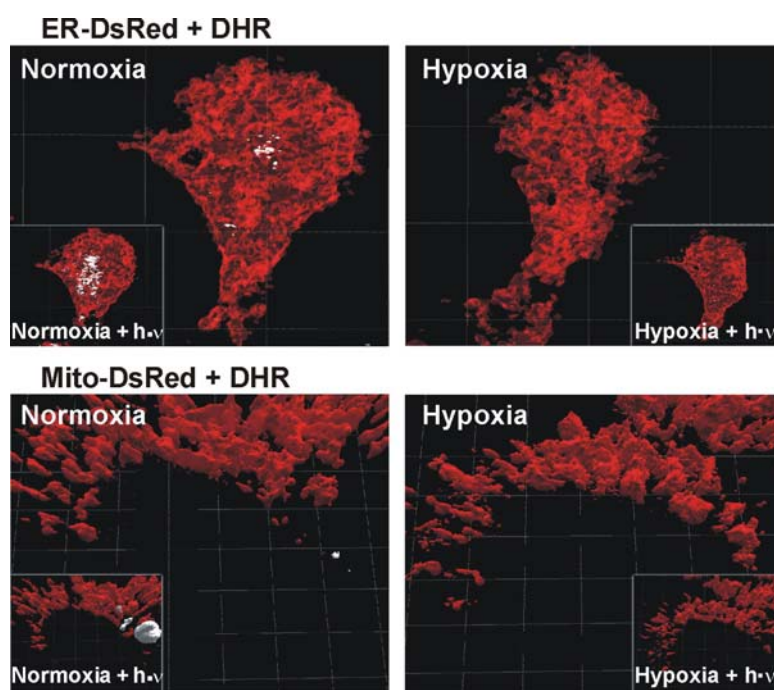 ER-DsRed + DHR
Normoxia
Hypoxia
Normoxia + h·ν
Hypoxia + h·ν
Mito-DsRed + DHR
Normoxia
Hypoxia
Normoxia + h·ν
Hypoxia + h·ν